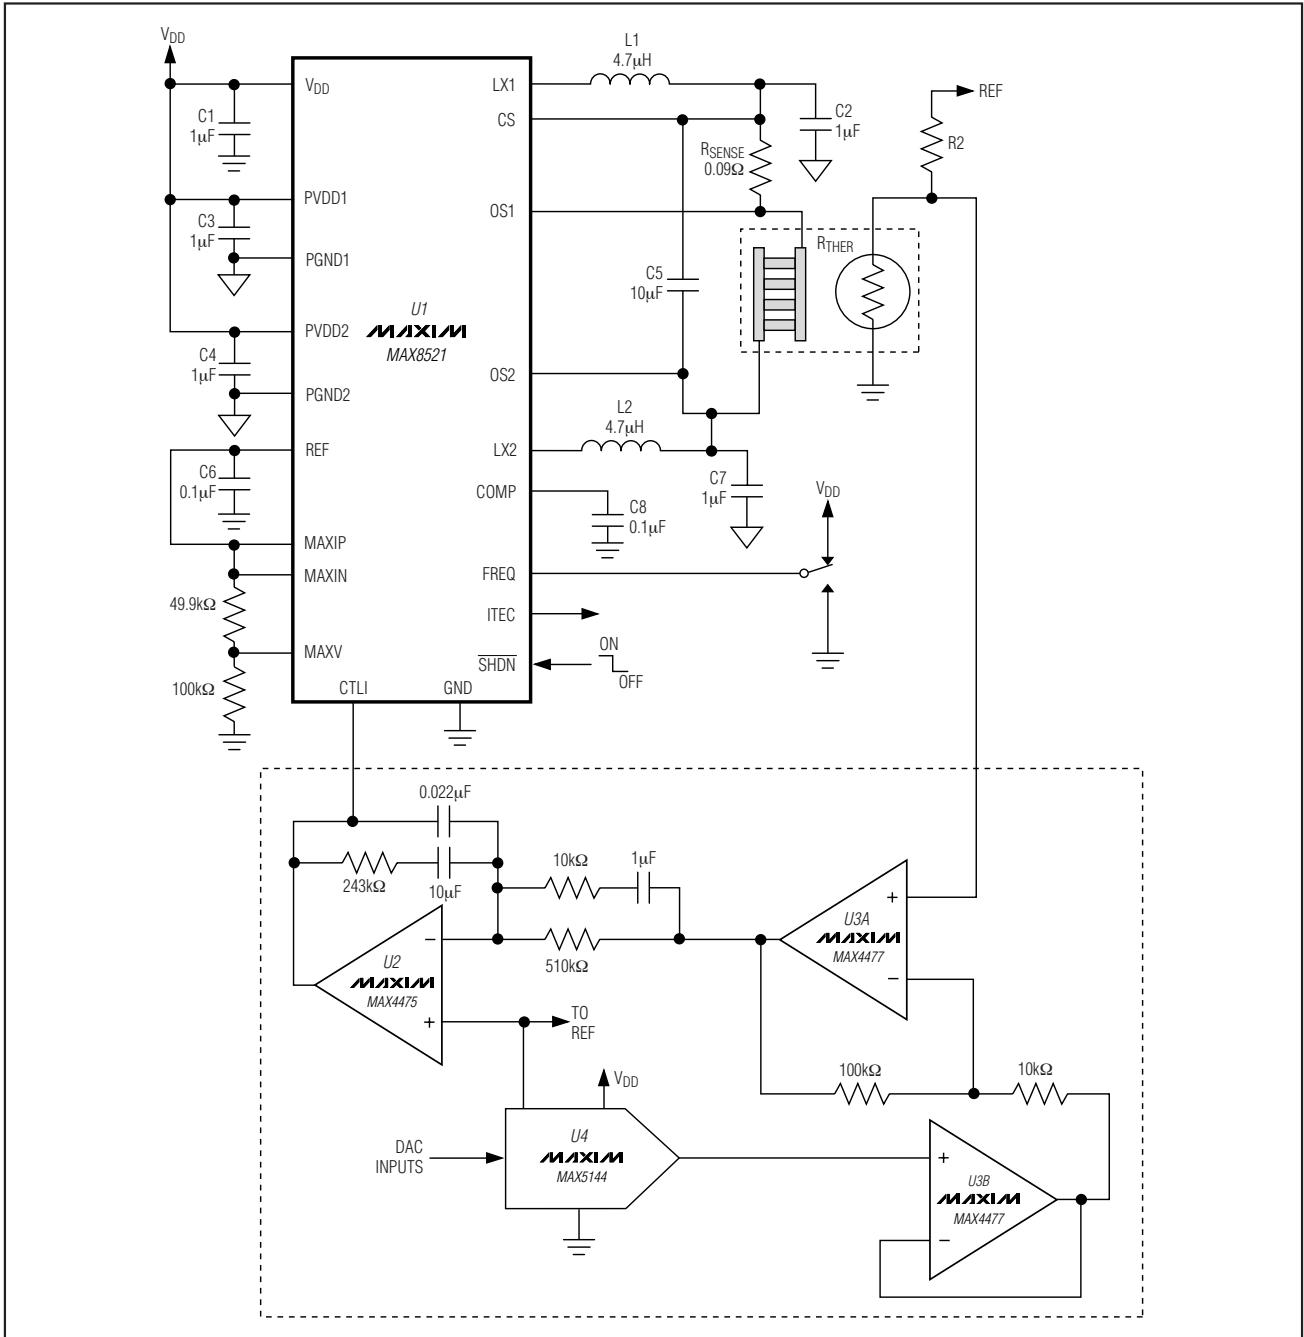 VDD
C1
1µF
C3
1µF
C4
1µF
C6
0.1µF
49.9kΩ
100kΩ
VDD
PVDD1
PGND1
PVDD2
PGND2
REF
MAXIP
MAXIN
MAXV
CTLI
GND
U1
MAXIM
MAX8521
LX1
CS
OS1
OS2
LX2
COMP
FREQ
ITEC
SHDN
L1
4.7µH
C2
1µF
RSENSE
0.09Ω
C5
10µF
RTHER
REF
R2
L2
4.7µH
C7
1µF
C8
0.1µF
VDD
ON
OFF
0.022µF
243kΩ
10µF
10kΩ
1µF
510kΩ
−
U2
MAXIM
MAX4475
+
TO
REF
+
U3A
MAXIM
MAX4477
−
100kΩ
10kΩ
VDD
DAC
INPUTS
U4
MAXIM
MAX5144
+
U3B
MAXIM
MAX4477
−